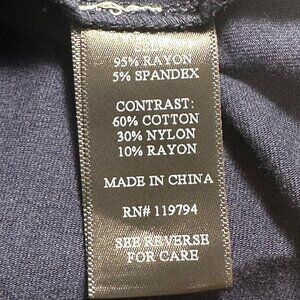 95% RAYON
5% SPANDEX
CONTRAST:
60% COTTON
30% NYLON
10% RAYON
MADE IN CHINA
RN# 119794
SEE REVERSE
FOR CARE